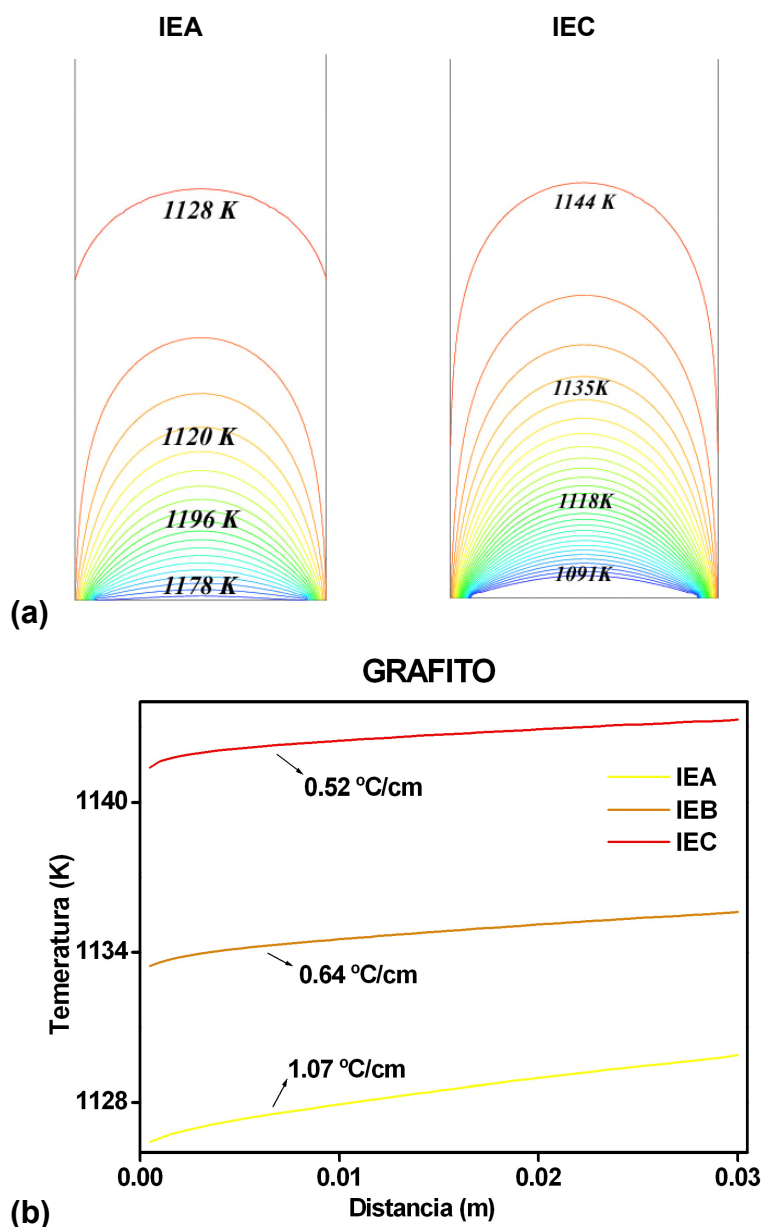 IEA IEC
1128 K 1144 K
1120 K 1135K
1196 K 1118K
1178 K 1091K
(a)
GRAFITO
1140
0.52 ºC/cm
IEA
IEB
IEC
Temeratura (K)
1134
0.64 ºC/cm
1.07 ºC/cm
1128
0.00 0.01 0.02 0.03
Distancia (m)
(b)